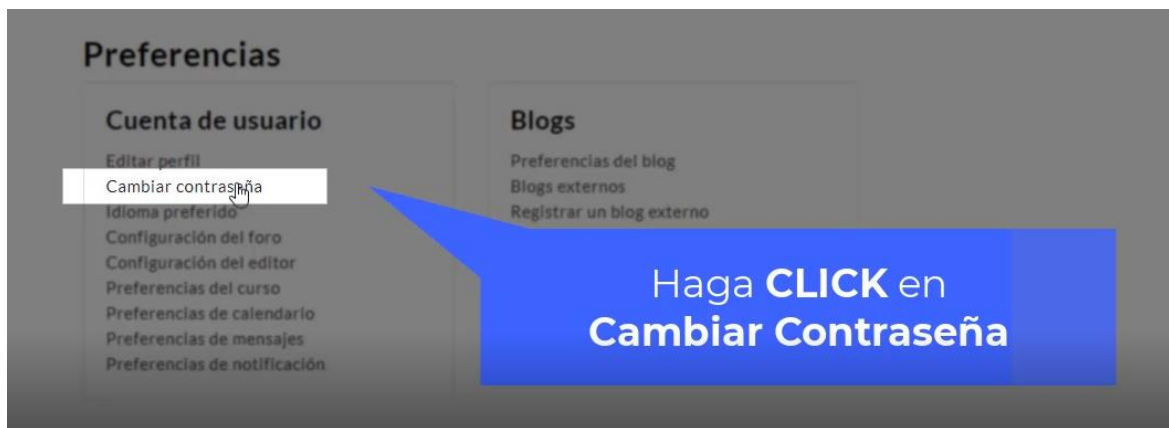 Preferencias
Cuenta de usuario
Editar perfil
Cambiar contraseña
Idioma preferido
Configuración del foro
Configuración del editor
Preferencias del curso
Preferencias de calendario
Preferencias de mensajes
Preferencias de notificación
Blogs
Preferencias del blog
Blogs externos
Registrar un blog externo
Haga CLICK en
Cambiar Contraseña